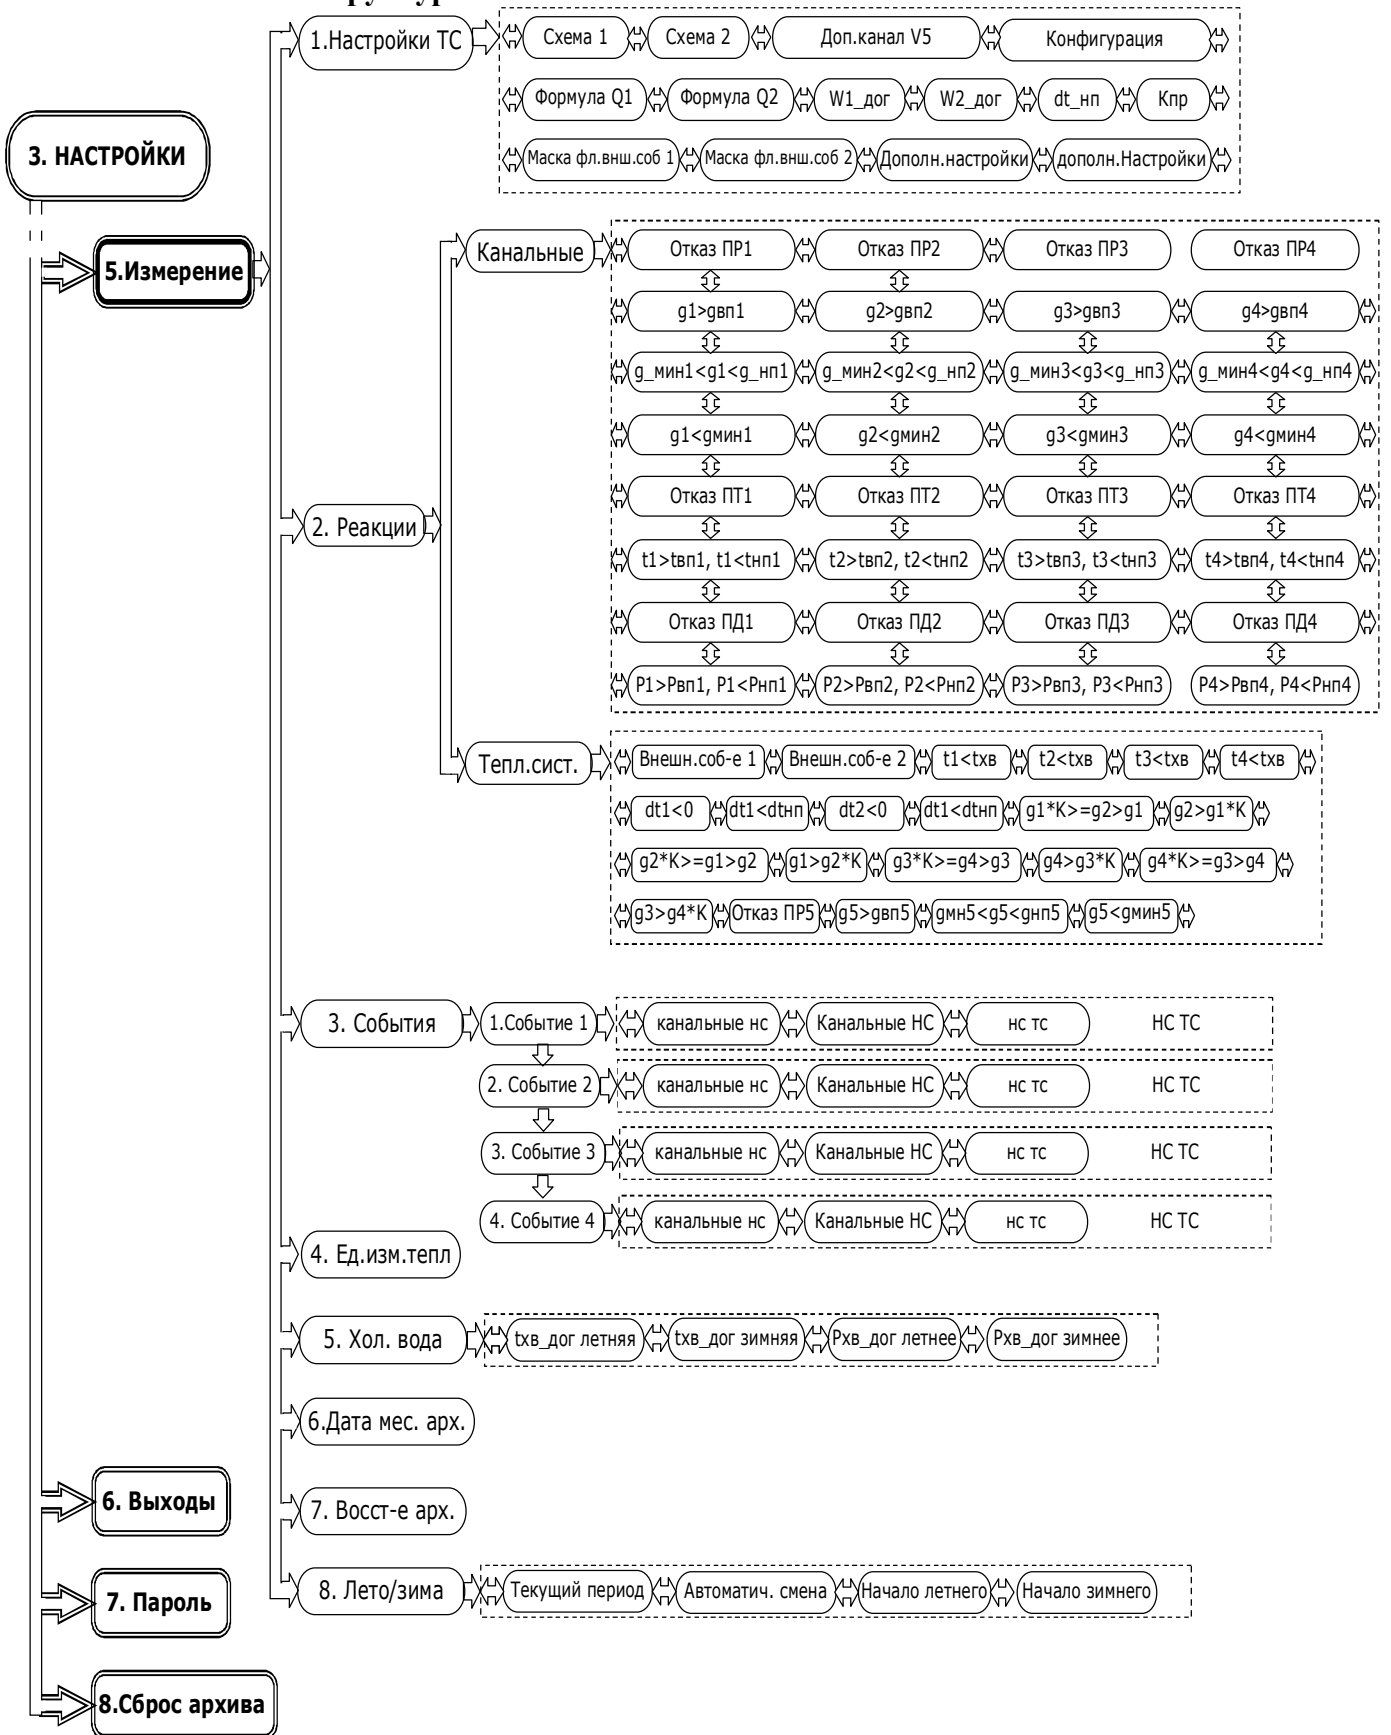 3. НАСТРОЙКИ
5.Измерение
1.Настройки ТС
Схема 1 Схема 2 Доп.канал V5 Конфигурация
Формула Q1 Формула Q2 W1_дог W2_дог dt_нп Кпр
Маска фл.внш.соб 1 Маска фл.внш.соб 2 Дополн.настройки дополн.Настройки
2. Реакции
Канальные
Отказ ПР1 Отказ ПР2 Отказ ПР3 Отказ ПР4
g1>gвп1 g2>gвп2 g3>gвп3 g4>gвп4
g_мин1<g1<g_нп1 g_мин2<g2<g_нп2 g_мин3<g3<g_нп3 g_мин4<g4<g_нп4
g1<gмин1 g2<gмин2 g3<gмин3 g4<gмин4
Отказ ПТ1 Отказ ПТ2 Отказ ПТ3 Отказ ПТ4
t1>tвп1, t1<tнп1 t2>tвп2, t2<tнп2 t3>tвп3, t3<tнп3 t4>tвп4, t4<tнп4
Отказ ПД1 Отказ ПД2 Отказ ПД3 Отказ ПД4
P1>Pвп1, P1<Pнп1 P2>Pвп2, P2<Pнп2 P3>Pвп3, P3<Pнп3 P4>Pвп4, P4<Pнп4
Тепл.сист.
Внешн.соб-е 1 Внешн.соб-е 2 t1<tхв t2<tхв t3<tхв t4<tхв
dt1<0 dt1<dtнп dt2<0 dt1<dtнп g1*K>=g2>g1 g2>g1*K
g2*K>=g1>g2 g1>g2*K g3*K>=g4>g3 g4>g3*K g4*K>=g3>g4
g3>g4*K Отказ ПР5 g5>gвп5 gмн5<g5<gнп5 g5<gмин5
3. События
1.Событие 1 канальные нс Канальные НС нс тс НС ТС
2. Событие 2 канальные нс Канальные НС нс тс НС ТС
3. Событие 3 канальные нс Канальные НС нс тс НС ТС
4. Событие 4 канальные нс Канальные НС нс тс НС ТС
4. Ед.изм.тепл
5. Хол. вода
tхв_дог летняя tхв_дог зимняя Pхв_дог летнее Pхв_дог зимнее
6.Дата мес. арх.
7. Восст-е арх.
8. Лето/зима
Текущий период Автоматич. смена Начало летнего Начало зимнего
6. Выходы
7. Пароль
8.Сброс архива